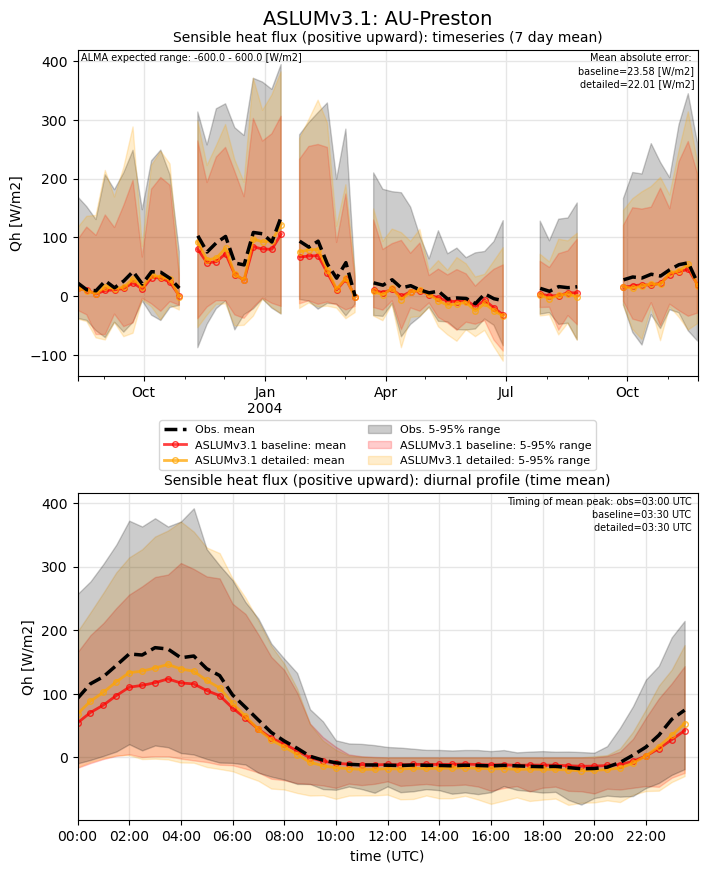 ASLUMv3.1: AU-Preston
Sensible heat flux (positive upward): timeseries (7 day mean)
ALMA expected range: -600.0 - 600.0 [W/m2]
Mean absolute error:
baseline=23.58 [W/m2]
detailed=22.01 [W/m2]
Qh [W/m2]
400
300
200
100
0
−100
Oct Jan Apr Jul Oct
2004
Obs. mean
ASLUMv3.1 baseline: mean
ASLUMv3.1 detailed: mean
Obs. 5-95% range
ASLUMv3.1 baseline: 5-95% range
ASLUMv3.1 detailed: 5-95% range
Sensible heat flux (positive upward): diurnal profile (time mean)
Timing of mean peak: obs=03:00 UTC
baseline=03:30 UTC
detailed=03:30 UTC
Qh [W/m2]
400
300
200
100
0
00:00 02:00 04:00 06:00 08:00 10:00 12:00 14:00 16:00 18:00 20:00 22:00
time (UTC)